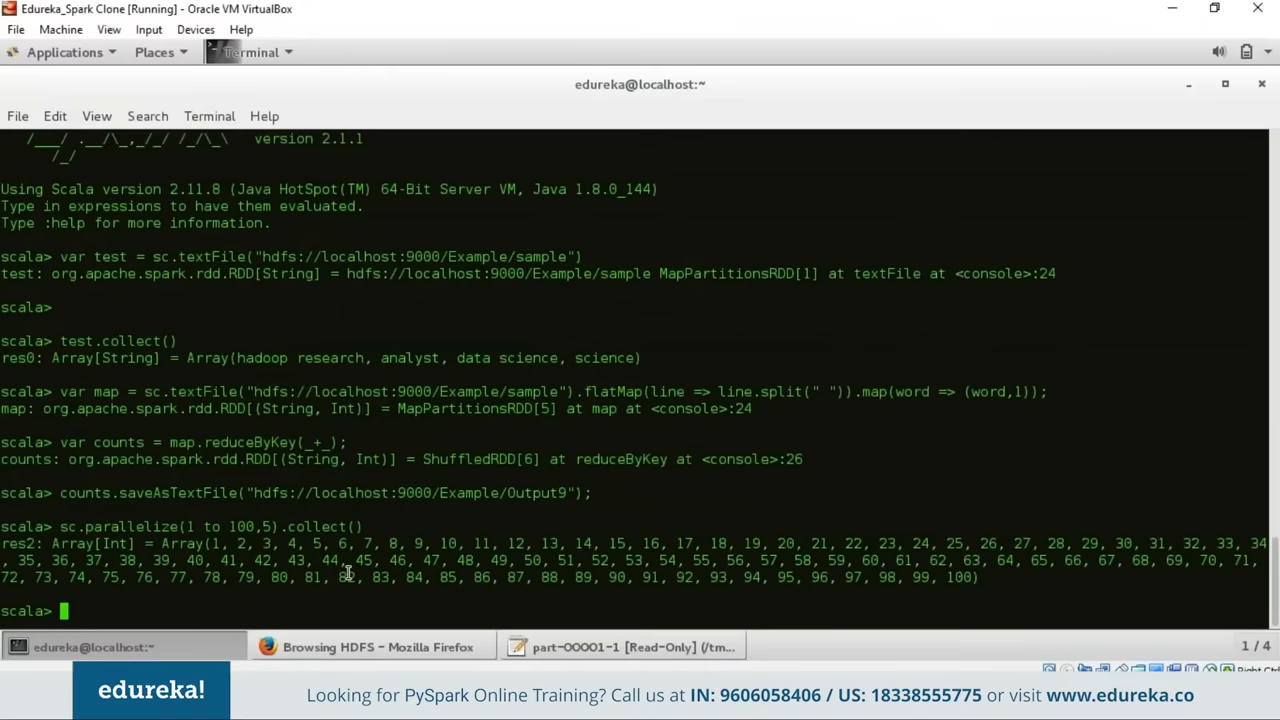 Edureka_Spark Clone [Running] - Oracle VM VirtualBox
File Machine View Input Devices Help
Applications Places Terminal
edureka@localhost:~
File Edit View Search Terminal Help
/___/ .__/\_,_/_/ /_/\_\   version 2.1.1
/_/
Using Scala version 2.11.8 (Java HotSpot(TM) 64-Bit Server VM, Java 1.8.0_144)
Type in expressions to have them evaluated.
Type :help for more information.
scala> var test = sc.textFile("hdfs://localhost:9000/Example/sample")
test: org.apache.spark.rdd.RDD[String] = hdfs://localhost:9000/Example/sample MapPartitionsRDD[1] at textFile at <console>:24
scala>
scala> test.collect()
res0: Array[String] = Array(hadoop research, analyst, data science, science)
scala> var map = sc.textFile("hdfs://localhost:9000/Example/sample").flatMap(line => line.split(" ")).map(word => (word,1));
map: org.apache.spark.rdd.RDD[(String, Int)] = MapPartitionsRDD[5] at map at <console>:24
scala> var counts = map.reduceByKey(_+_);
counts: org.apache.spark.rdd.RDD[(String, Int)] = ShuffledRDD[6] at reduceByKey at <console>:26
scala> counts.saveAsTextFile("hdfs://localhost:9000/Example/Output9");
scala> sc.parallelize(1 to 100,5).collect()
res2: Array[Int] = Array(1, 2, 3, 4, 5, 6, 7, 8, 9, 10, 11, 12, 13, 14, 15, 16, 17, 18, 19, 20, 21, 22, 23, 24, 25, 26, 27, 28, 29, 30, 31, 32, 33, 34
, 35, 36, 37, 38, 39, 40, 41, 42, 43, 44, 45, 46, 47, 48, 49, 50, 51, 52, 53, 54, 55, 56, 57, 58, 59, 60, 61, 62, 63, 64, 65, 66, 67, 68, 69, 70, 71,
72, 73, 74, 75, 76, 77, 78, 79, 80, 81, 82, 83, 84, 85, 86, 87, 88, 89, 90, 91, 92, 93, 94, 95, 96, 97, 98, 99, 100)
scala>
edureka@localhost:~ Browsing HDFS - Mozilla Firefox part-00001-1 [Read-Only] (/tm... 1 / 4
Right Ctrl
edureka! Looking for PySpark Online Training? Call us at IN: 9606058406 / US: 18338555775 or visit www.edureka.co